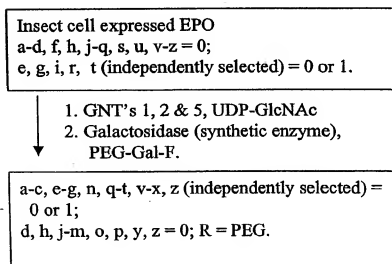 Insect cell expressed EPO
a-d, f, h, j-q, s, u, v-z = 0;
e, g, i, r, t (independently selected) = 0 or 1.
1. GNT's 1, 2 & 5, UDP-GlcNAc
2. Galactosidase (synthetic enzyme),
PEG-Gal-F.
a-c, e-g, n, q-t, v-x, z (independently selected) =
0 or 1;
d, h, j-m, o, p, y, z = 0; R = PEG.